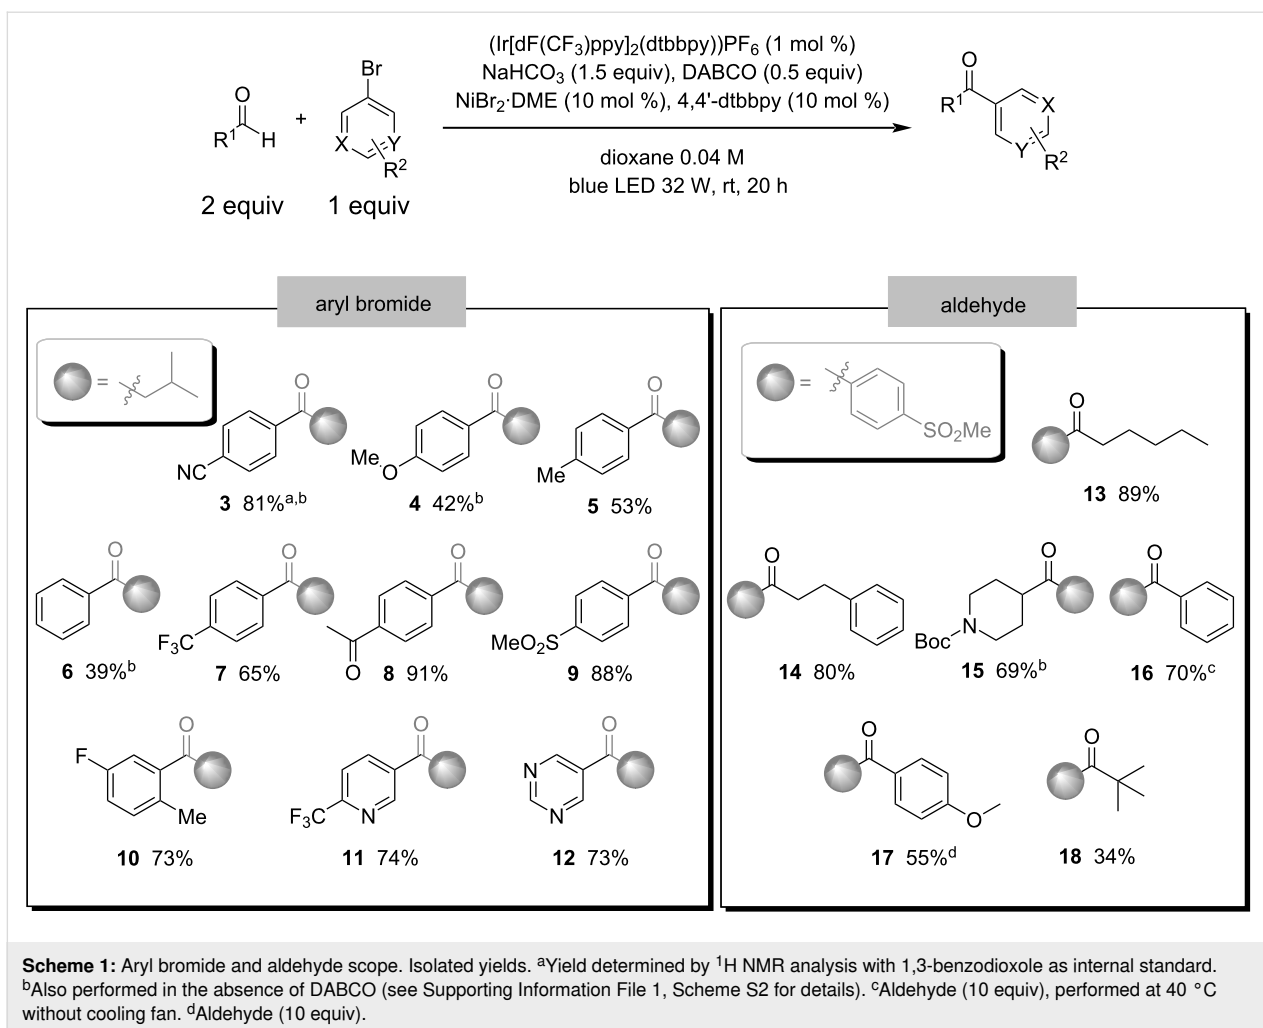 (Ir[dF(CF3)ppy]2(dtbbpy))PF6 (1 mol %)
NaHCO3 (1.5 equiv), DABCO (0.5 equiv)
NiBr2·DME (10 mol %), 4,4'-dtbbpy (10 mol %)
dioxane 0.04 M
blue LED 32 W, rt, 20 h
O
R1
H
+
Br
X
Y
R2
O
R1
X
Y
R2
2 equiv
1 equiv
aryl bromide
=
O
NC
3 81%a,b
O
Me
O
4 42%b
O
Me
5 53%
O
6 39%b
O
F3C
7 65%
O
O
8 91%
O
MeO2S
9 88%
O
F
Me
10 73%
O
F3C
N
11 74%
O
N
N
12 73%
aldehyde
=
SO2Me
O
13 89%
O
14 80%
O
N
Boc
15 69%b
O
16 70%c
O
O
17 55%d
O
18 34%
Scheme 1: Aryl bromide and aldehyde scope. Isolated yields. aYield determined by 1H NMR analysis with 1,3-benzodioxole as internal standard.
bAlso performed in the absence of DABCO (see Supporting Information File 1, Scheme S2 for details). cAldehyde (10 equiv), performed at 40 °C
without cooling fan. dAldehyde (10 equiv).